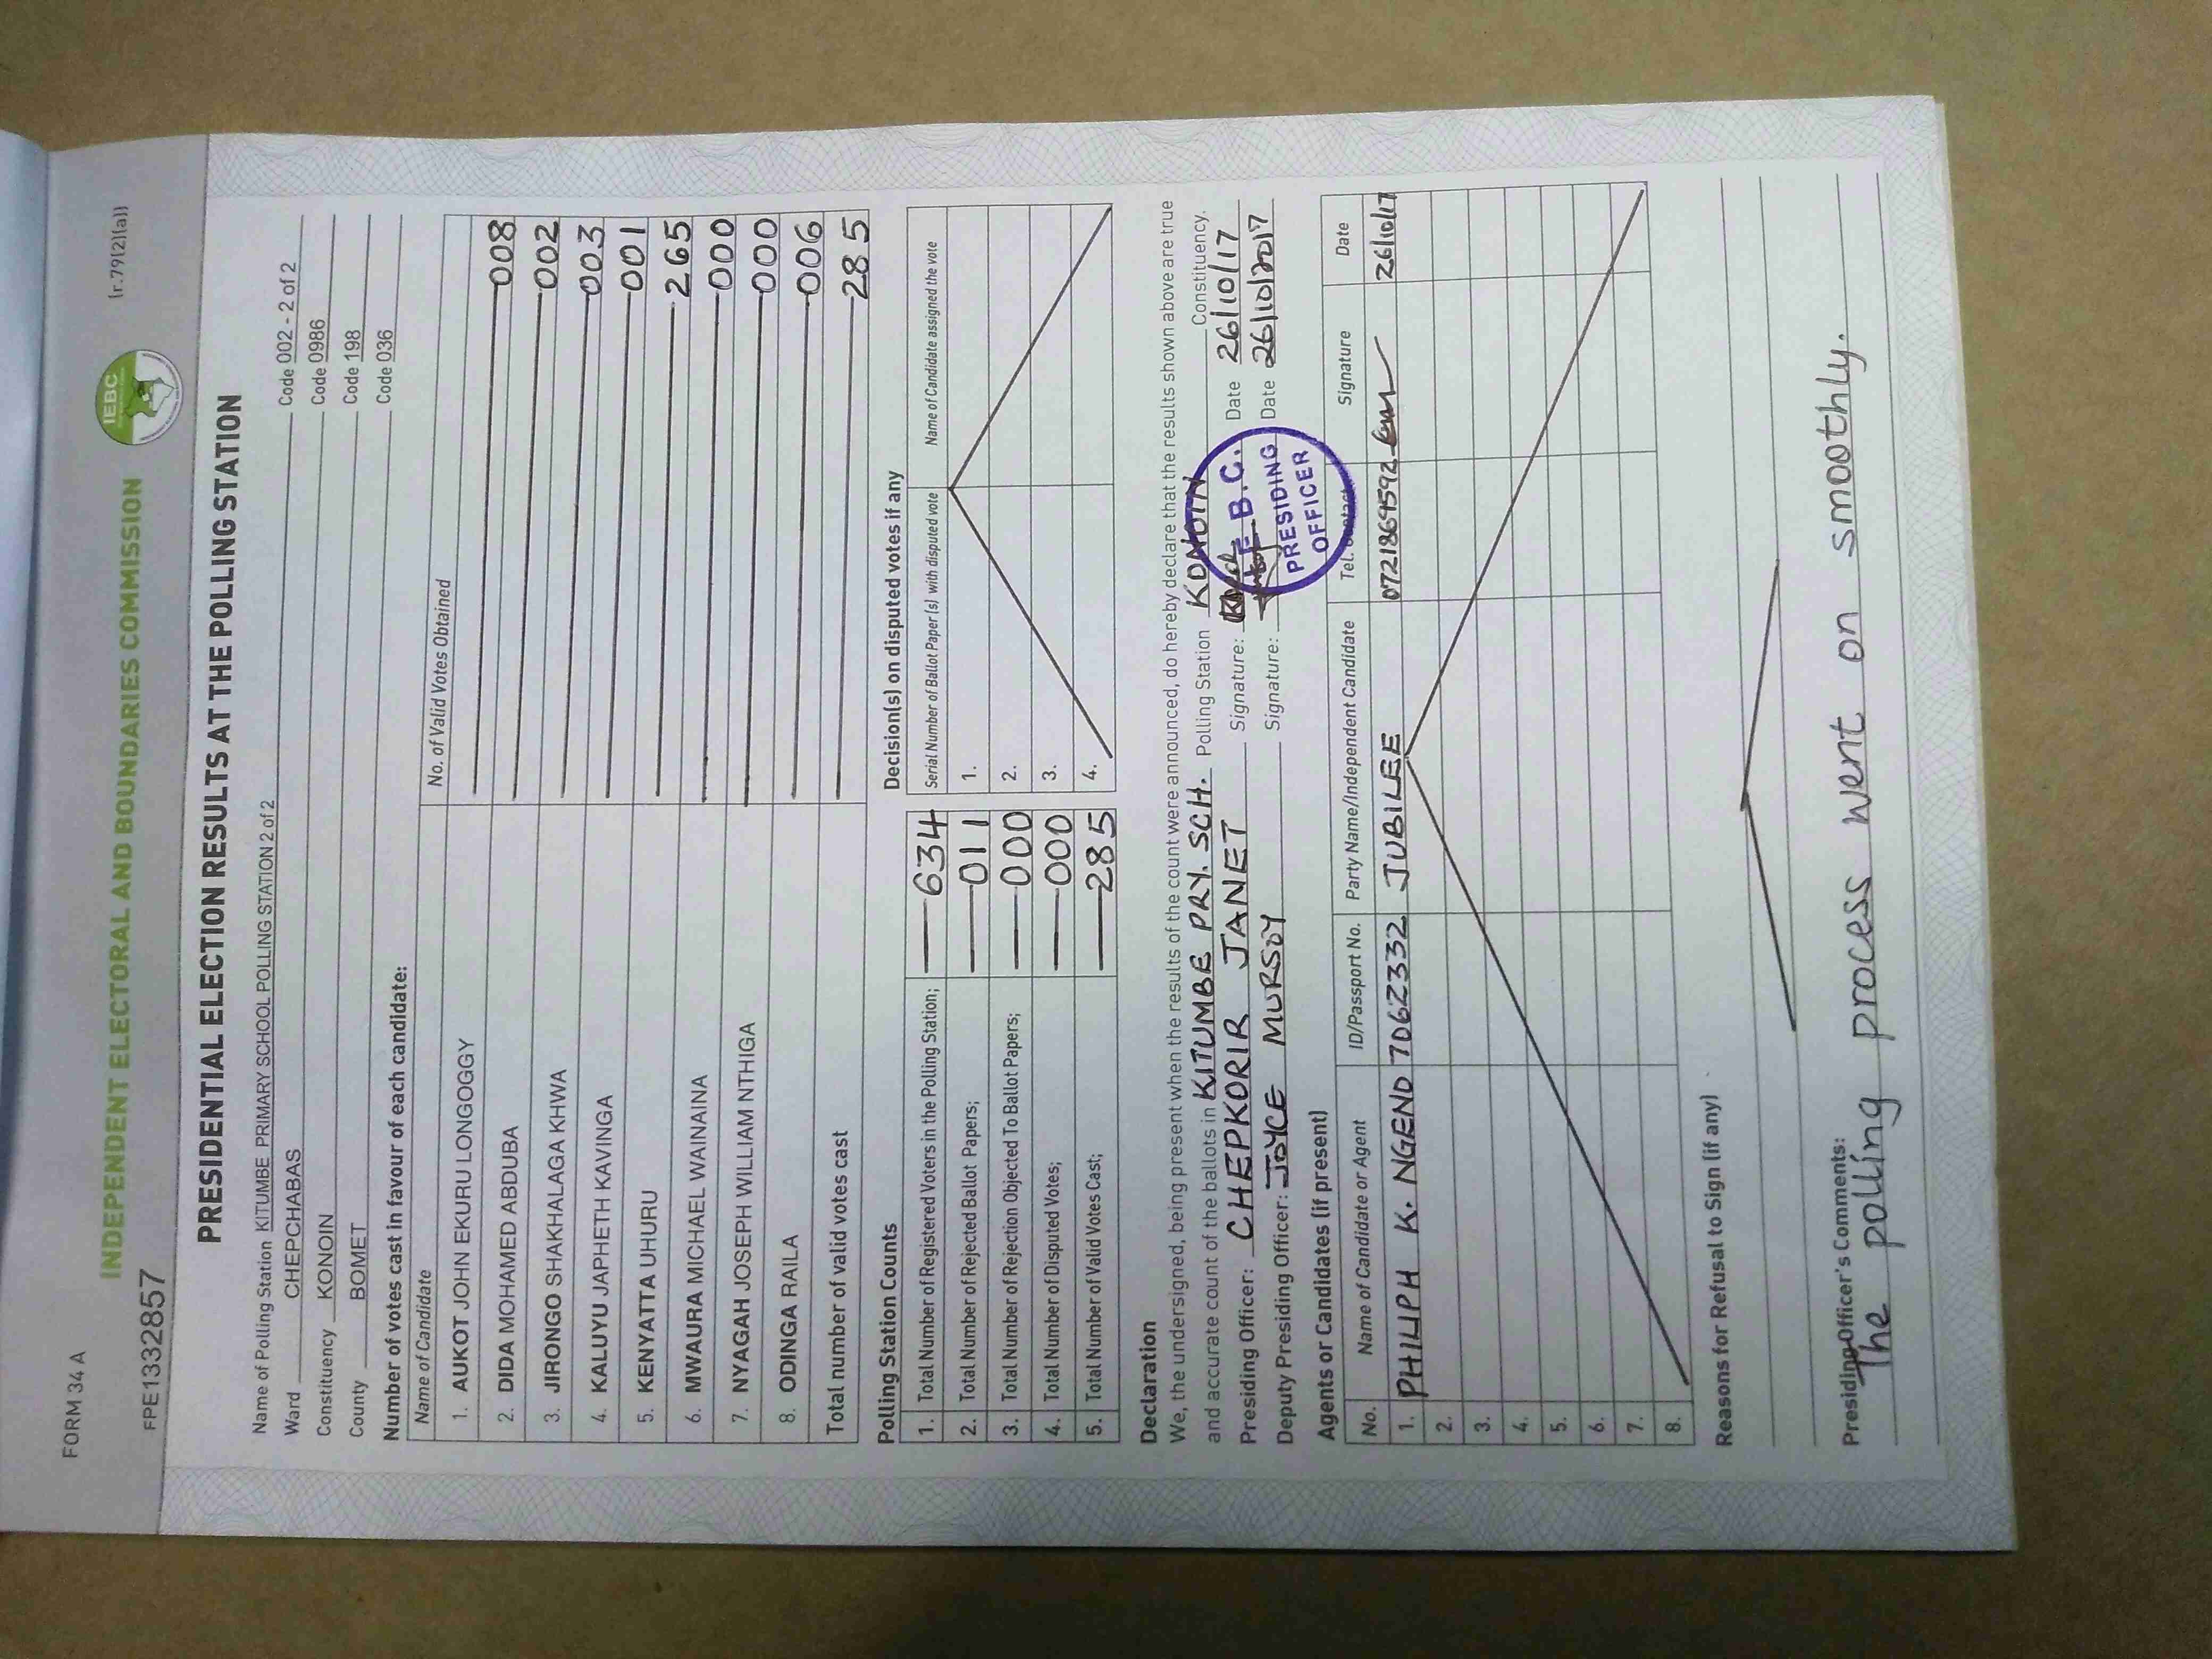 FORM 34 A
(r.79(2)(a))
INDEPENDENT ELECTORAL AND BOUNDARIES COMMISSION
IEBC
FPE1332857
PRESIDENTIAL ELECTION RESULTS AT THE POLLING STATION
Name of Polling Station KITUMBE PRIMARY SCHOOL POLLING STATION 2 of 2 Code 002 - 2 of 2
Ward CHEPCHABAS Code 0986
Constituency KONOIN Code 198
County BOMET Code 036
Number of votes cast in favour of each candidate:
Name of Candidate No. of Valid Votes Obtained
1. AUKOT JOHN EKURU LONGOGGY 008
2. DIDA MOHAMED ABDUBA 002
3. JIRONGO SHAKHALAGA KHWA 003
4. KALUYU JAPHETH KAVINGA 001
5. KENYATTA UHURU 265
6. MWAURA MICHAEL WAINAINA 000
7. NYAGAH JOSEPH WILLIAM NTHIGA 000
8. ODINGA RAILA 006
Total number of valid votes cast 285
Polling Station Counts
1. Total Number of Registered Voters in the Polling Station; 634
2. Total Number of Rejected Ballot Papers; 011
3. Total Number of Rejection Objected To Ballot Papers; 000
4. Total Number of Disputed Votes; 000
5. Total Number of Valid Votes Cast; 285
Decision(s) on disputed votes if any
Serial Number of Ballot Paper (s) with disputed vote Name of Candidate assigned the vote
1.
2.
3.
4.
Declaration
We, the undersigned, being present when the results of the count were announced, do hereby declare that the results shown above are true
and accurate count of the ballots in KITUMBE PRY. SCH. Polling Station KONOIN Constituency.
Presiding Officer: CHEPKORIR JANET Signature: Date 26/10/17
Deputy Presiding Officer: JOYCE MURSOY Signature: Date 26/10/2017
I.E.B.C.
PRESIDING
OFFICER
Agents or Candidates (if present)
No. Name of Candidate or Agent ID/Passport No. Party Name/Independent Candidate Tel. Contact Signature Date
1. PHILIPH K. NGEND 7062332 JUBILEE 0721869592 26/10/17
2.
3.
4.
5.
6.
7.
8.
Reasons for Refusal to Sign (if any)
Presiding Officer's Comments:
The polling process went on smoothly.